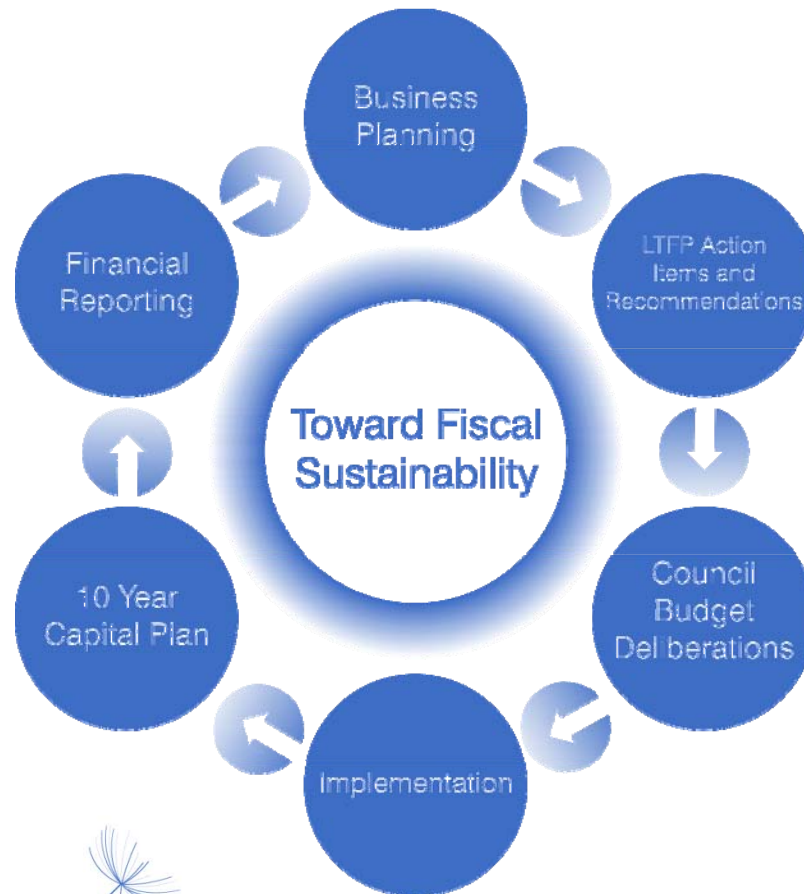 Business
Planning
LTFP Action
Items and
Recommendations
Council
Budget
Deliberations
Implementation
10 Year
Capital Plan
Financial
Reporting
Toward Fiscal
Sustainability